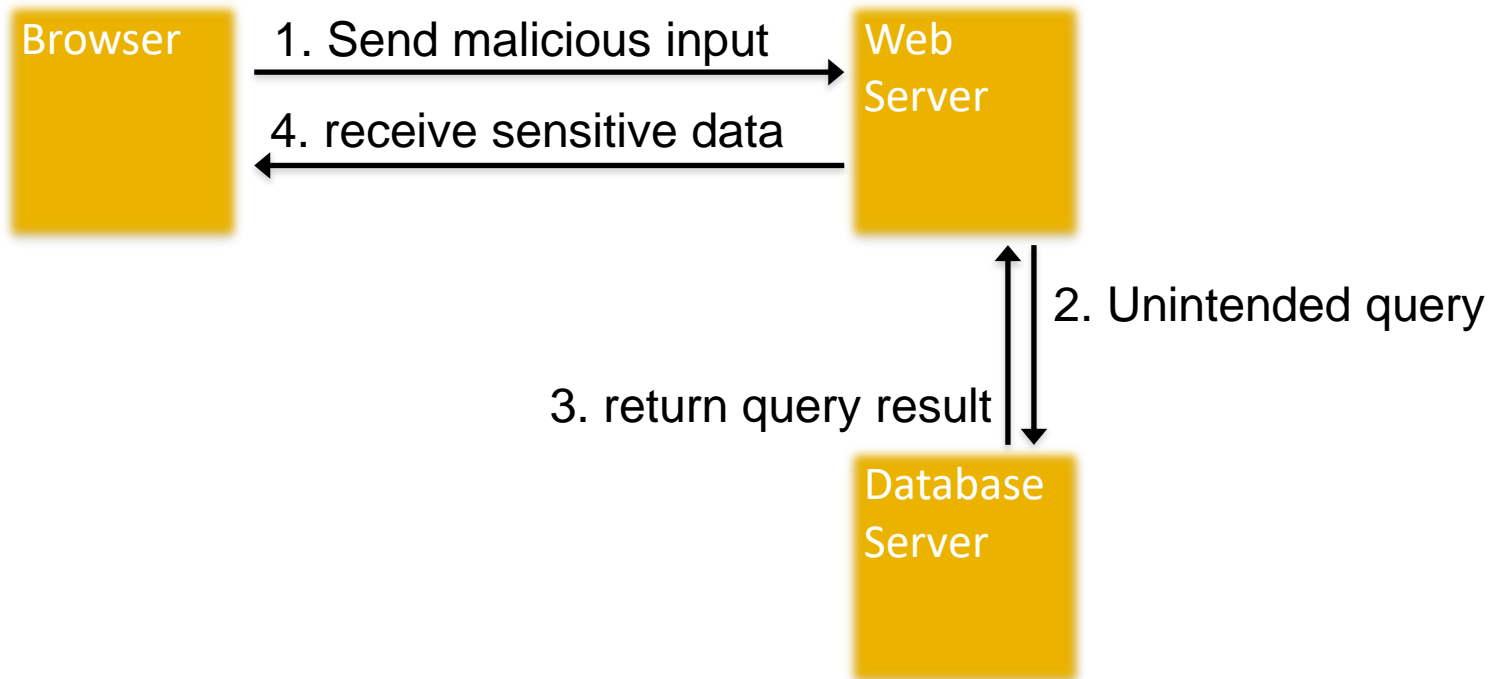 Browser
1. Send malicious input
Web
Server
4. receive sensitive data
2. Unintended query
3. return query result
Database
Server